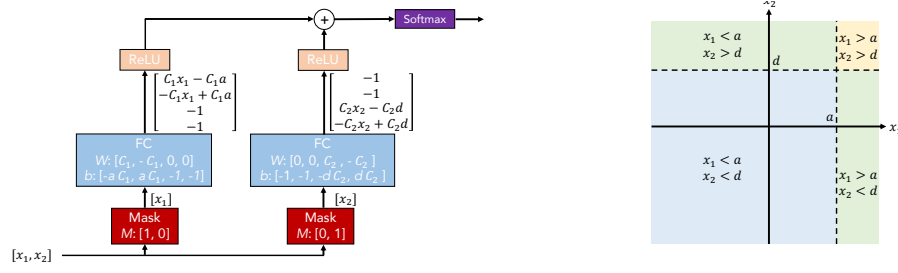 +
Softmax
ReLU
ReLU
C₁x₁ − C₁a
−C₁x₁ + C₁a
−1
−1
−1
−1
C₂x₂ − C₂d
−C₂x₂ + C₂d
FC
W: [C₁, - C₁, 0, 0]
b: [-a C₁, a C₁, -1, -1]
FC
W: [0, 0, C₂ , - C₂ ]
b: [-1, -1, -d C₂, d C₂ ]
[x₁]
[x₂]
Mask
M: [1, 0]
Mask
M: [0, 1]
[x₁, x₂]
x₂
x₁ < a
x₂ > d
x₁ > a
x₂ > d
d
a
x₁ < a
x₂ < d
x₁ > a
x₂ < d